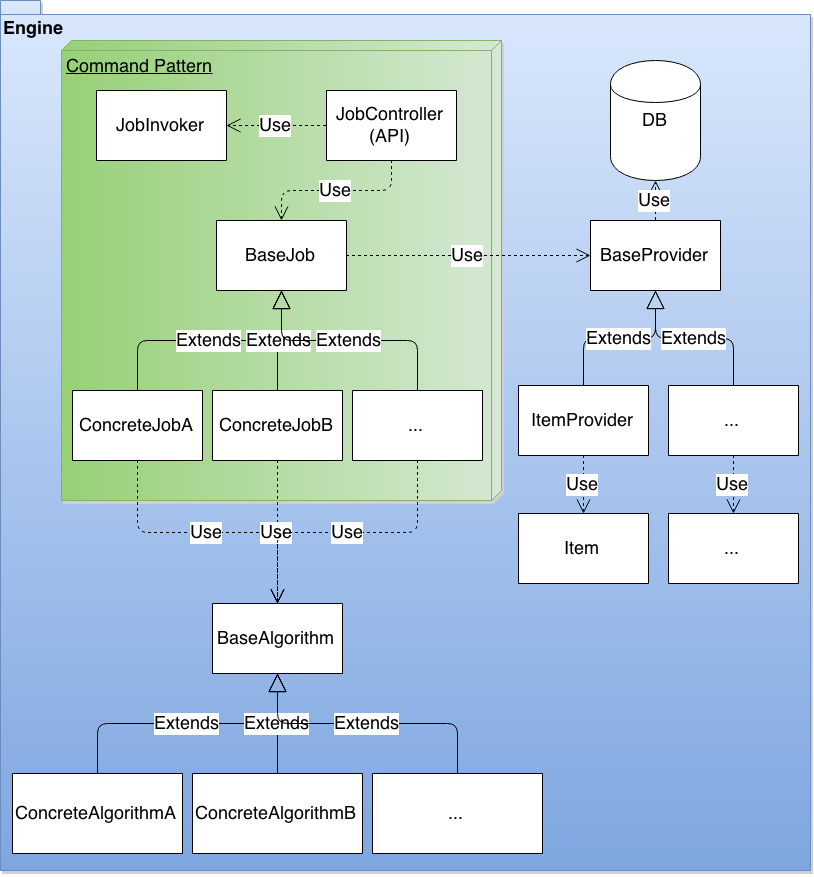 Engine
Command Pattern
JobInvoker
Use
JobController
(API)
DB
Use
Use
BaseJob
Use
BaseProvider
Extends
Extends
Extends
Extends
Extends
ConcreteJobA
ConcreteJobB
...
ItemProvider
...
Use
Use
Use
Use
Use
Item
...
BaseAlgorithm
Extends
Extends
Extends
ConcreteAlgorithmA
ConcreteAlgorithmB
...